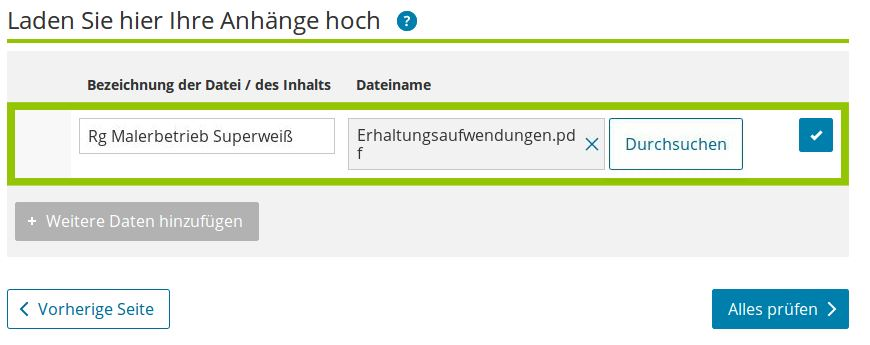 Laden Sie hier Ihre Anhänge hoch ?
Bezeichnung der Datei / des Inhalts Dateiname
Rg Malerbetrieb Superweiß
Erhaltungsaufwendungen.pd
f
Durchsuchen
+ Weitere Daten hinzufügen
Vorherige Seite
Alles prüfen